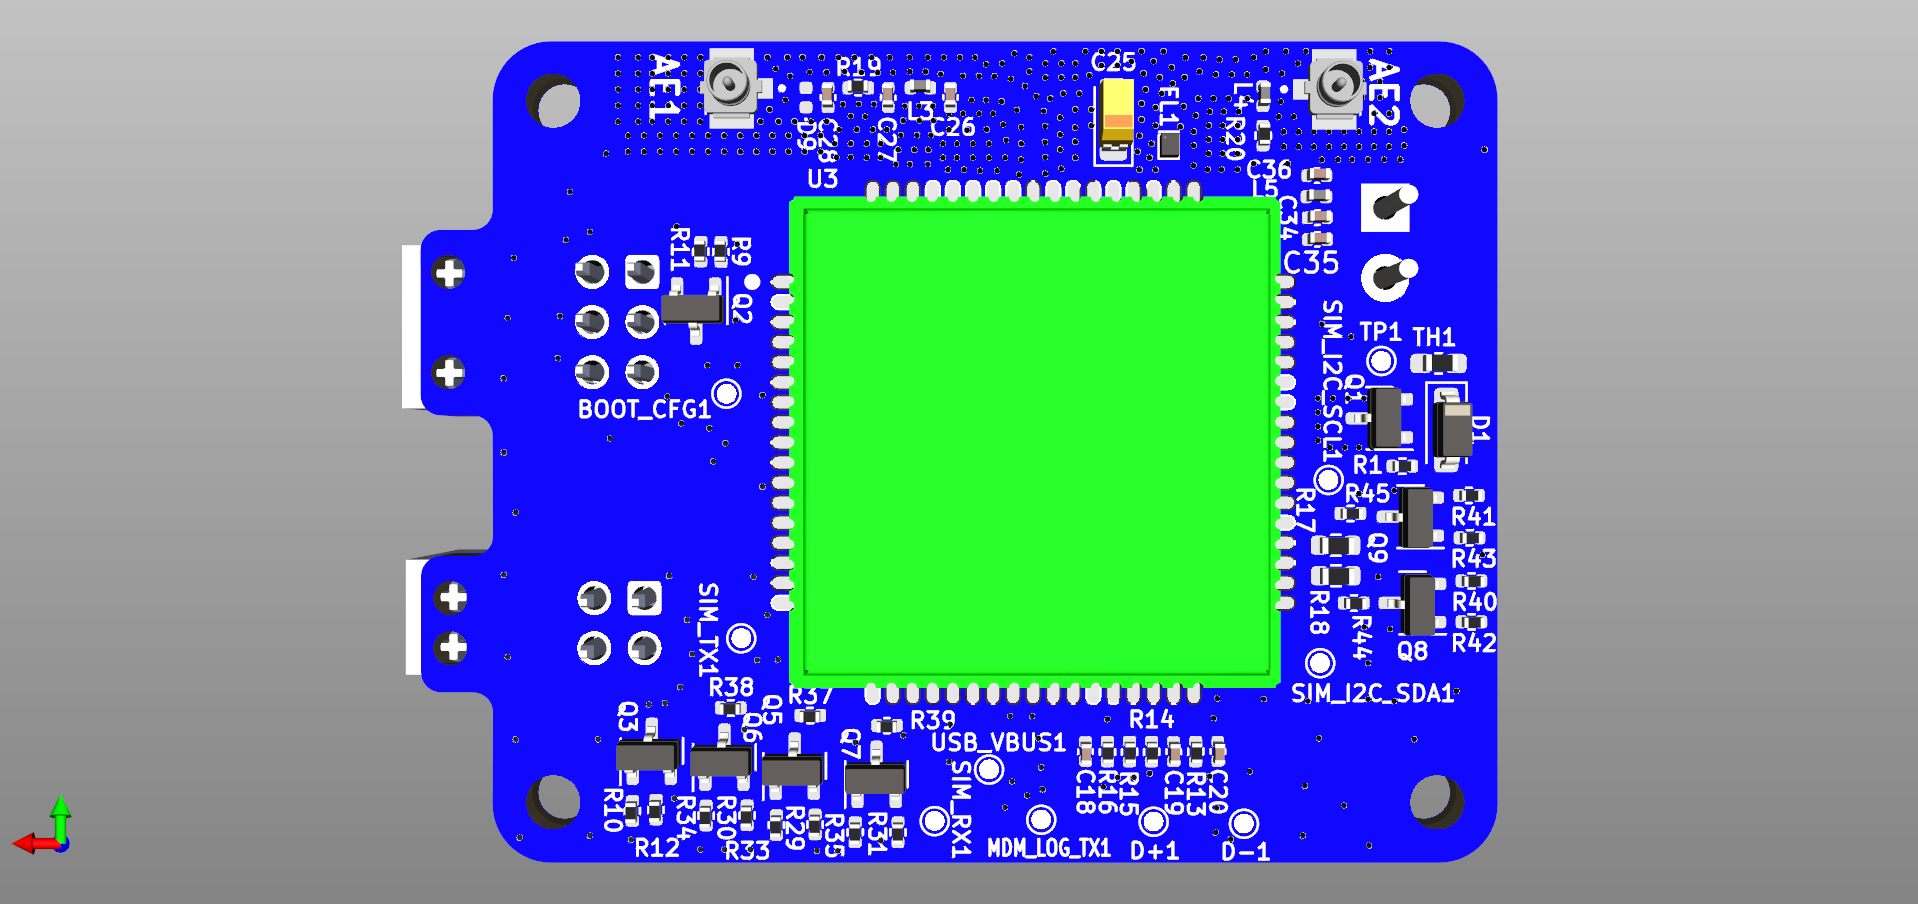 AE1
R19
C25
AE2
D9
C28
C27
L3
C26
FL1
L4
R20
U3
C36
L5
C34
C35
R11
R9
Q2
BOOT_CFG1
SIM_I2C_SCL1
TP1
TH1
Q1
D1
R1
R45
R17
R41
Q9
R43
R18
R40
R44
R42
Q8
SIM_I2C_SDA1
SIM_TX1
R38
R37
Q3
Q6
Q5
Q7
R39
R14
USB_VBUS1
R10
R12
R34
R30
R33
R29
R35
R31
SIM_RX1
MDM_LOG_TX1
C18
R16
R15
C19
R13
C20
D+1
D-1